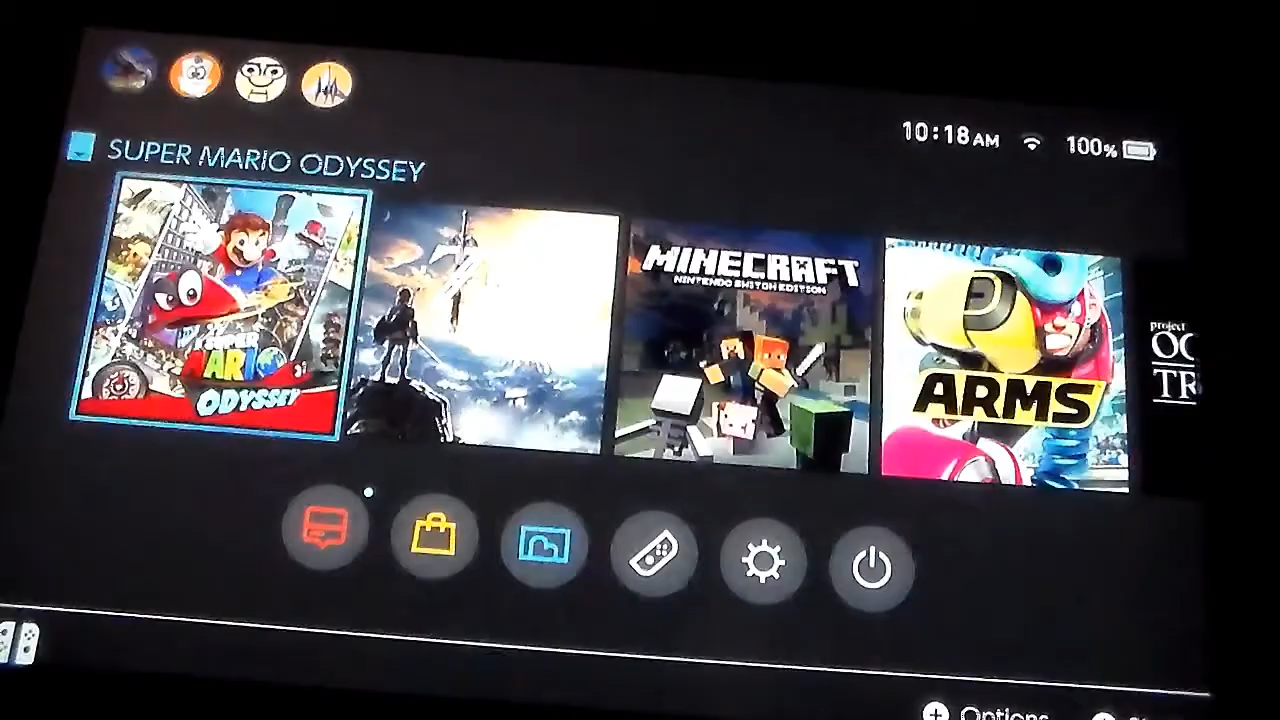 10:18 AM
100%
SUPER MARIO ODYSSEY
SUPER
MARIO
ODYSSEY
MINECRAFT
NINTENDO SWITCH EDITION
ARMS
project
OC
TR
Options